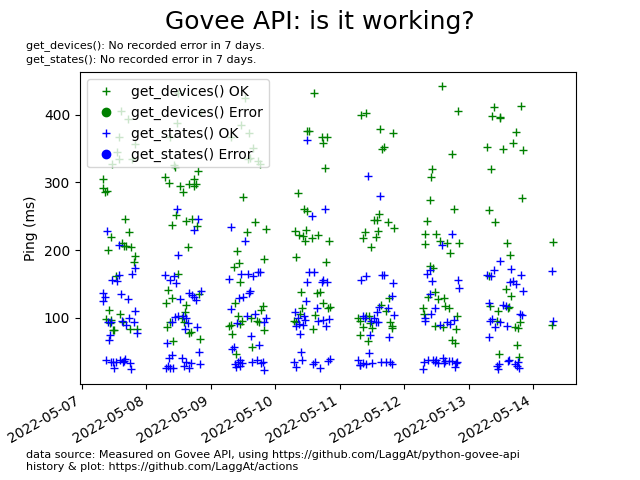 Govee API: is it working?
get_devices(): No recorded error in 7 days.
get_states(): No recorded error in 7 days.
get_devices() OK
get_devices() Error
get_states() OK
get_states() Error
Ping (ms)
400
300
200
100
2022-05-07
2022-05-08
2022-05-09
2022-05-10
2022-05-11
2022-05-12
2022-05-13
2022-05-14
data source: Measured on Govee API, using https://github.com/LaggAt/python-govee-api
history & plot: https://github.com/LaggAt/actions